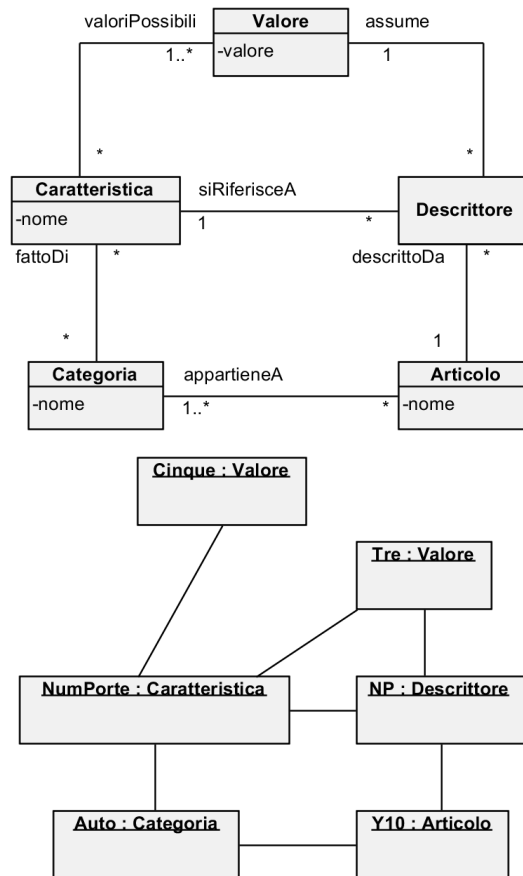 valoriPossibili
Valore
assume
1..*
-valore
1
*
*
Caratteristica
siRiferisceA
Descrittore
-nome
1
*
fattoDi
*
descrittoDa
*
*
1
Categoria
appartieneA
Articolo
-nome
1..*
*
-nome
Cinque : Valore
Tre : Valore
NumPorte : Caratteristica
NP : Descrittore
Auto : Categoria
Y10 : Articolo